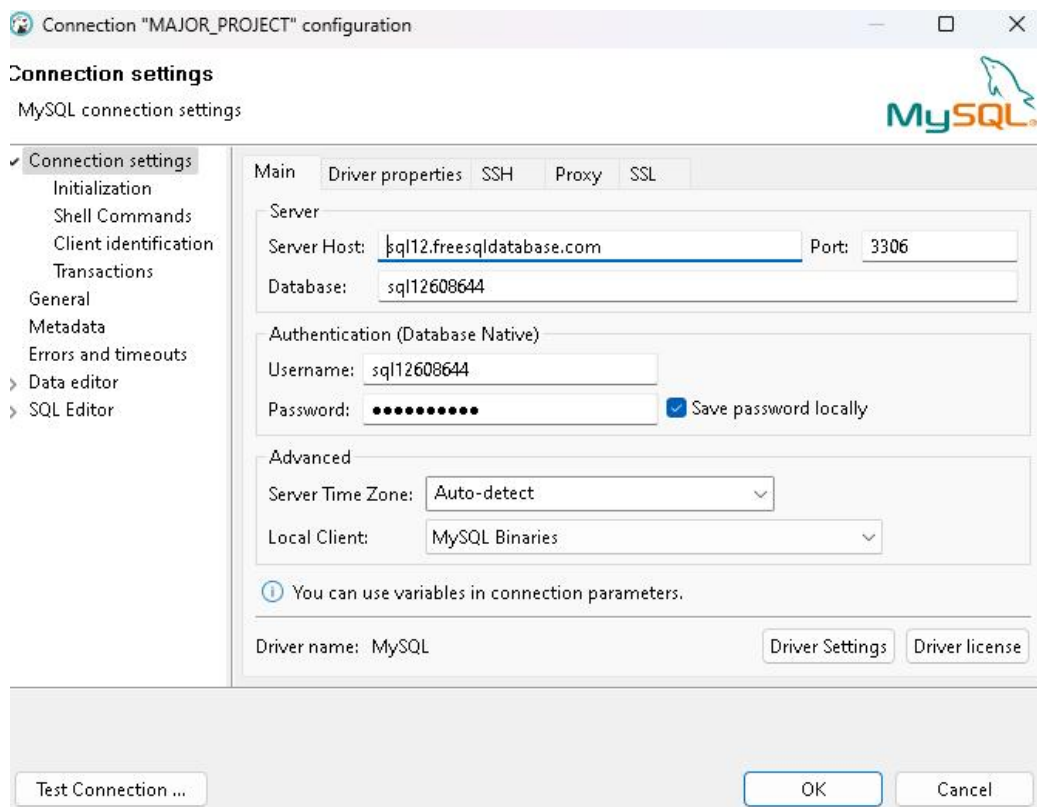 Connection "MAJOR_PROJECT" configuration
Connection settings
MySQL connection settings
MySQL®
Connection settings
Initialization
Shell Commands
Client identification
Transactions
General
Metadata
Errors and timeouts
Data editor
SQL Editor
Main Driver properties SSH Proxy SSL
Server
Server Host: sql12.freesqldatabase.com Port: 3306
Database: sql12608644
Authentication (Database Native)
Username: sql12608644
Password: ●●●●●●●●●● Save password locally
Advanced
Server Time Zone: Auto-detect
Local Client: MySQL Binaries
You can use variables in connection parameters.
Driver name: MySQL Driver Settings Driver license
Test Connection ... OK Cancel